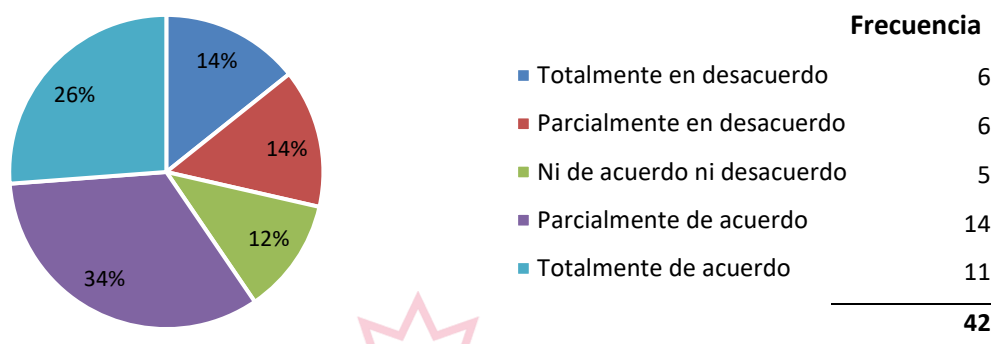 Frecuencia
14%
26%
14%
12%
34%
Totalmente en desacuerdo 6
Parcialmente en desacuerdo 6
Ni de acuerdo ni desacuerdo 5
Parcialmente de acuerdo 14
Totalmente de acuerdo 11
42